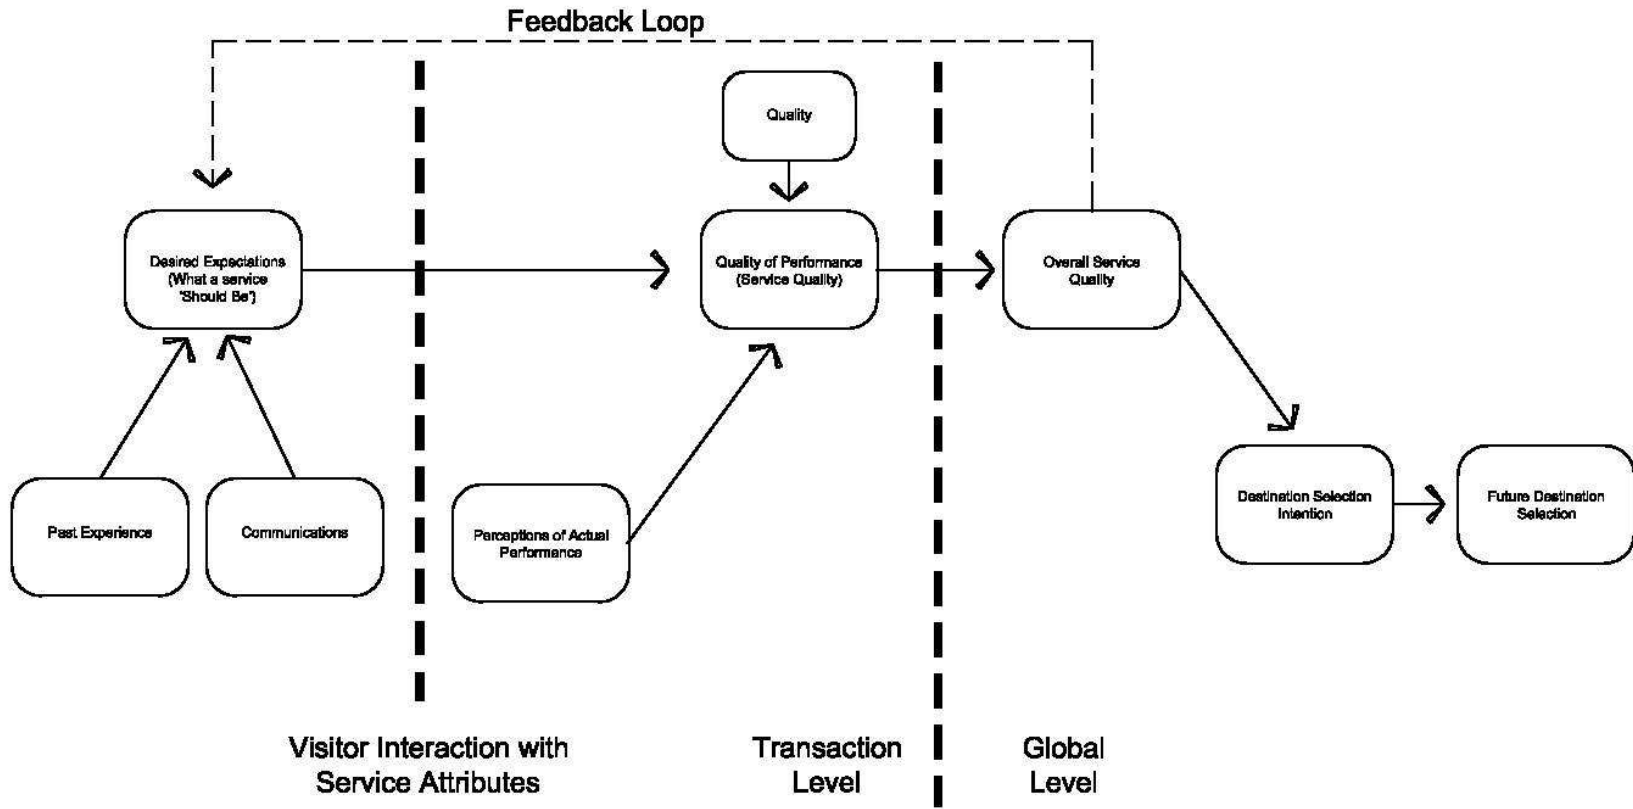 Feedback Loop
Quality
Desired Expectations
(What a service
'Should Be')
Quality of Performance
(Service Quality)
Overall Service
Quality
Past Experience
Communications
Perceptions of Actual
Performance
Destination Selection
Intention
Future Destination
Selection
Visitor Interaction with
Service Attributes
Transaction
Level
Global
Level